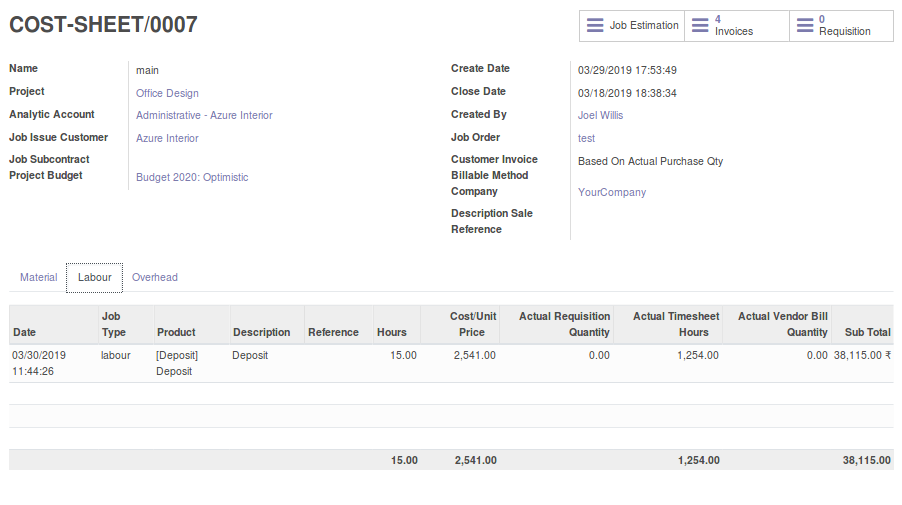 COST-SHEET/0007
Job Estimation
4
Invoices
0
Requisition
Name main
Project Office Design
Analytic Account Administrative - Azure Interior
Job Issue Customer Azure Interior
Job Subcontract
Project Budget Budget 2020: Optimistic
Create Date 03/29/2019 17:53:49
Close Date 03/18/2019 18:38:34
Created By Joel Willis
Job Order test
Customer Invoice Based On Actual Purchase Qty
Billable Method
Company YourCompany
Description Sale
Reference
Material Labour Overhead
Job Cost/Unit Actual Requisition Actual Timesheet Actual Vendor Bill
Date Type Product Description Reference Hours Price Quantity Hours Quantity Sub Total
03/30/2019 labour [Deposit] Deposit 15.00 2,541.00 0.00 1,254.00 0.00 38,115.00 ₹
11:44:26 Deposit
15.00 2,541.00 1,254.00 38,115.00